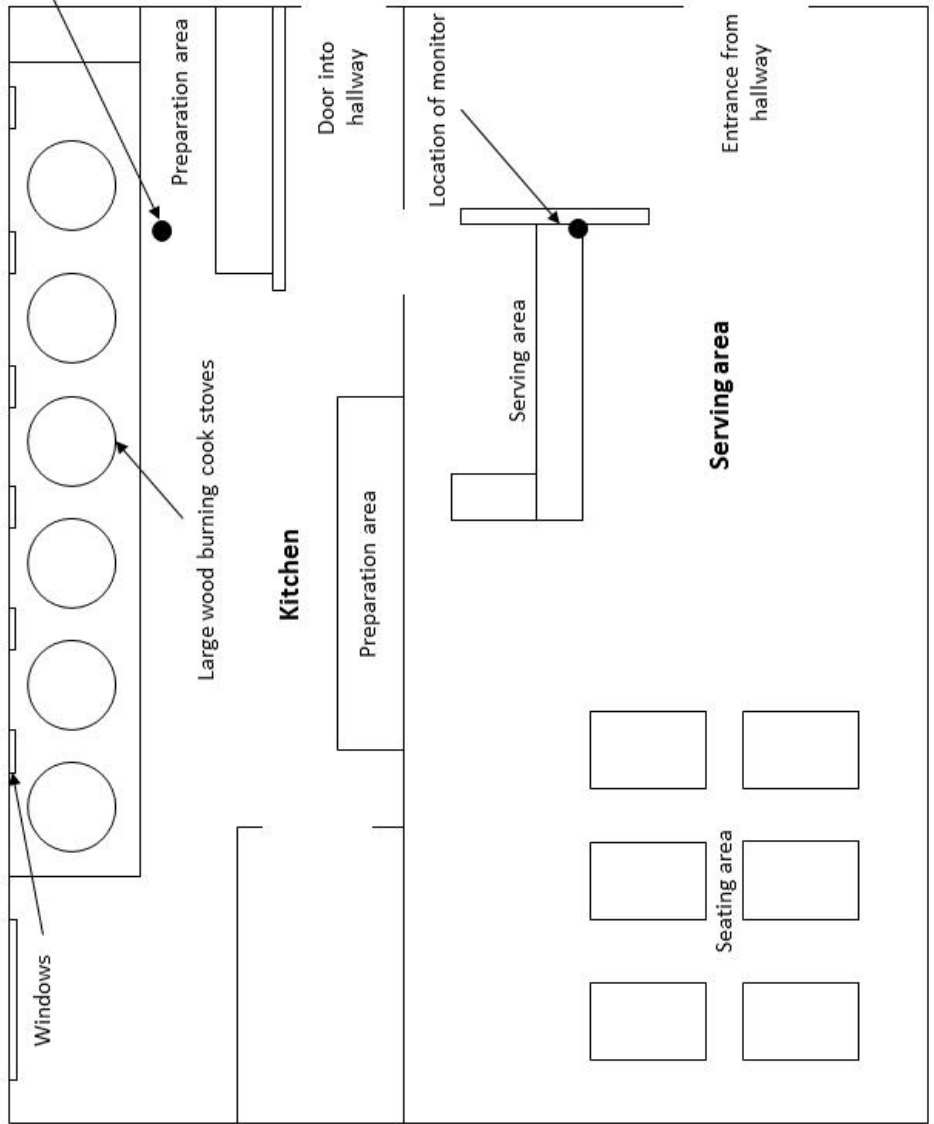 Windows
Large wood burning cook stoves
Preparation area
Kitchen
Preparation area
Door into
hallway
Location of monitor
Serving area
Serving area
Entrance from
hallway
Seating area